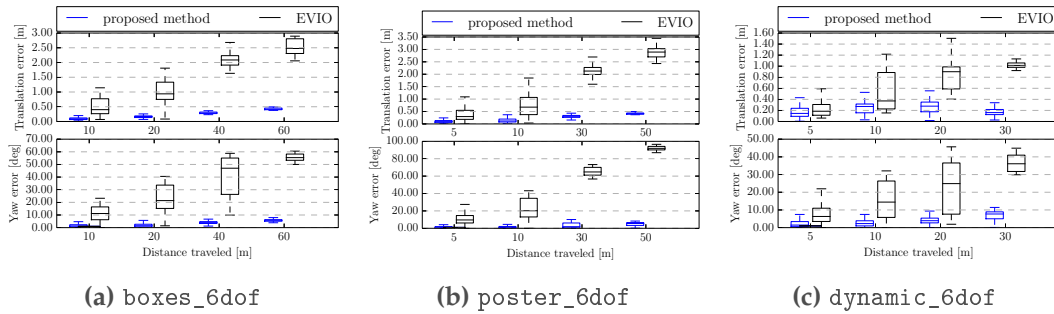 proposed method EVIO
Translation error [m]
3.00
2.50
2.00
1.50
1.00
0.50
0.00
10 20 40 60
Yaw error [deg]
70.00
60.00
50.00
40.00
30.00
20.00
10.00
0.00
10 20 40 60
Distance traveled [m]
(a) boxes_6dof
proposed method EVIO
Translation error [m]
3.50
3.00
2.50
2.00
1.50
1.00
0.50
0.00
5 10 30 50
Yaw error [deg]
100.00
80.00
60.00
40.00
20.00
0.00
5 10 30 50
Distance traveled [m]
(b) poster_6dof
proposed method EVIO
Translation error [m]
1.60
1.40
1.20
1.00
0.80
0.60
0.40
0.20
0.00
5 10 20 30
Yaw error [deg]
50.00
40.00
30.00
20.00
10.00
0.00
5 10 20 30
Distance traveled [m]
(c) dynamic_6dof